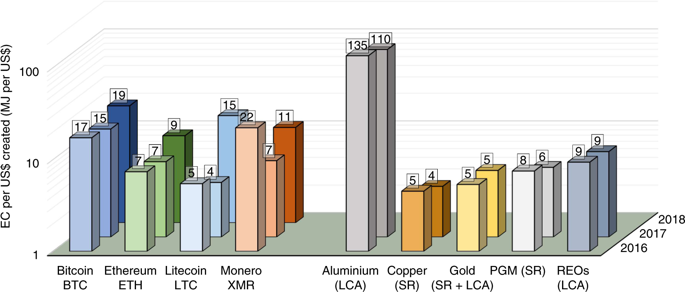 EC per US$ created (MJ per US$)
100
10
1
17
15
19
7
7
9
5
4
15
22
7
11
135
110
5
4
5
5
8
6
9
9
2018
2017
2016
Bitcoin
BTC
Ethereum
ETH
Litecoin
LTC
Monero
XMR
Aluminium
(LCA)
Copper
(SR)
Gold
(SR + LCA)
PGM (SR)
REOs
(LCA)